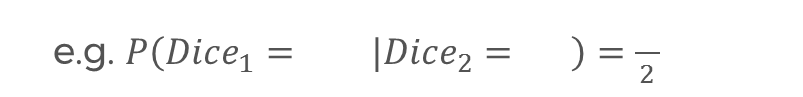 e.g. P(Dice₁ = |Dice₂ = ) = —/2